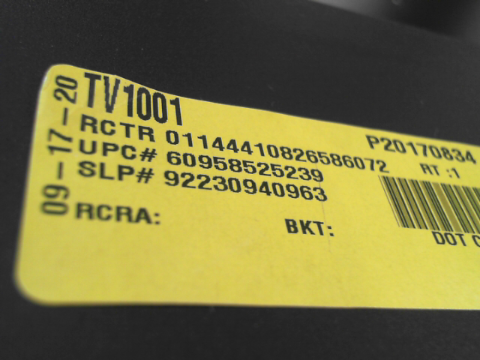 09-17-20
TV1001
RCTR 01144410826586072
UPC# 60958525239
SLP# 92230940963
RCRA:
BKT:
P20170834
RT :1
DOT